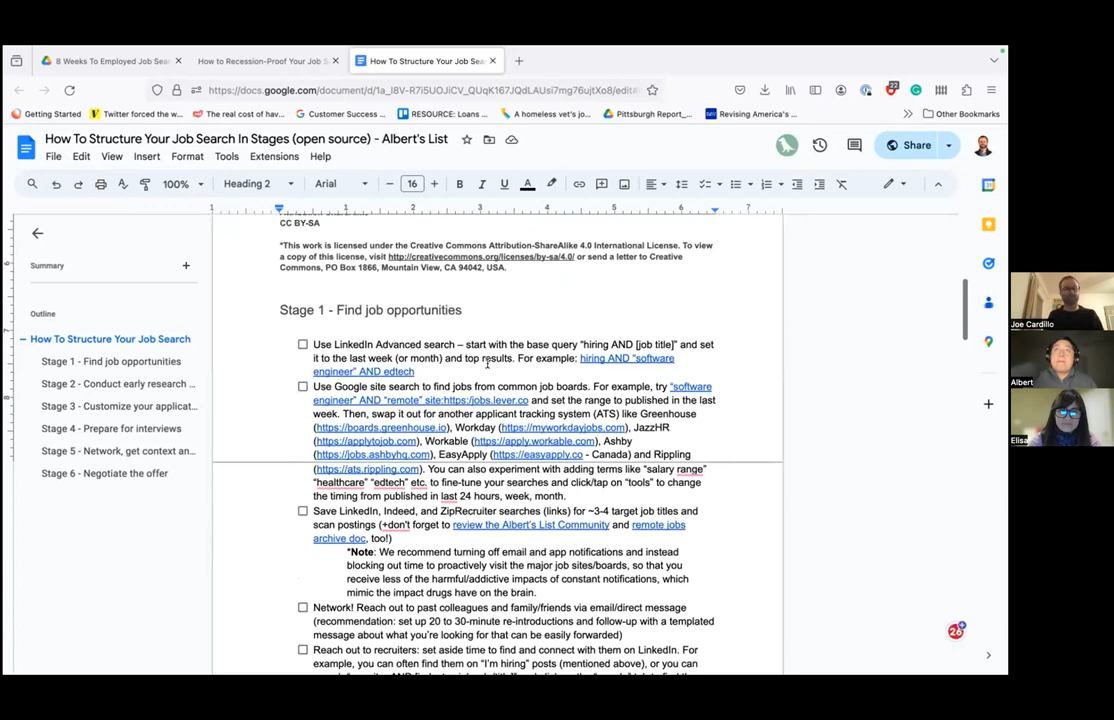 8 Weeks To Employed Job Sea
How to Recession-Proof Your Job S
How To Structure Your Job Sea
https://docs.google.com/document/d/1a_I8V-R7i5UOJiCV_QUqK167JQdLAUsi7mg76ujtXo8/edit#
Getting Started
Twitter forced the w
The real cost of hav
Customer Success
RESOURCE: Loans
A homeless vet's jo
Pittsburgh Report_
Revising America's
Other Bookmarks
How To Structure Your Job Search In Stages (open source) - Albert's List
File Edit View Insert Format Tools Extensions Help
Share
100% Heading 2 Arial 16
1 1 2 3 4 5 6 7
Summary
Outline
How To Structure Your Job Search
Stage 1 - Find job opportunities
Stage 2 - Conduct early research ...
Stage 3 - Customize your applicat...
Stage 4 - Prepare for interviews
Stage 5 - Network, get context an...
Stage 6 - Negotiate the offer
CC BY-SA
*This work is licensed under the Creative Commons Attribution-ShareAlike 4.0 International License. To view
a copy of this license, visit http://creativecommons.org/licenses/by-sa/4.0/ or send a letter to Creative
Commons, PO Box 1866, Mountain View, CA 94042, USA.
Stage 1 - Find job opportunities
Use LinkedIn Advanced search – start with the base query “hiring AND [job title]” and set
it to the last week (or month) and top results. For example: hiring AND “software
engineer” AND edtech
Use Google site search to find jobs from common job boards. For example, try “software
engineer” AND “remote” site:https:/jobs.lever.co and set the range to published in the last
week. Then, swap it out for another applicant tracking system (ATS) like Greenhouse
(https://boards.greenhouse.io), Workday (https://myworkdayjobs.com), JazzHR
(https://applytojob.com), Workable (https://apply.workable.com), Ashby
(https://jobs.ashbyhq.com), EasyApply (https://easyapply.co - Canada) and Rippling
(https://ats.rippling.com). You can also experiment with adding terms like “salary range”
“healthcare” “edtech” etc. to fine-tune your searches and click/tap on “tools” to change
the timing from published in last 24 hours, week, month.
Save LinkedIn, Indeed, and ZipRecruiter searches (links) for ~3-4 target job titles and
scan postings (+don't forget to review the Albert's List Community and remote jobs
archive doc, too!)
*Note: We recommend turning off email and app notifications and instead
blocking out time to proactively visit the major job sites/boards, so that you
receive less of the harmful/addictive impacts of constant notifications, which
mimic the impact drugs have on the brain.
Network! Reach out to past colleagues and family/friends via email/direct message
(recommendation: set up 20 to 30-minute re-introductions and follow-up with a templated
message about what you're looking for that can be easily forwarded)
Reach out to recruiters: set aside time to find and connect with them on LinkedIn. For
example, you can often find them on “I'm hiring” posts (mentioned above), or you can
26
Joe Cardillo
Albert
Elisa